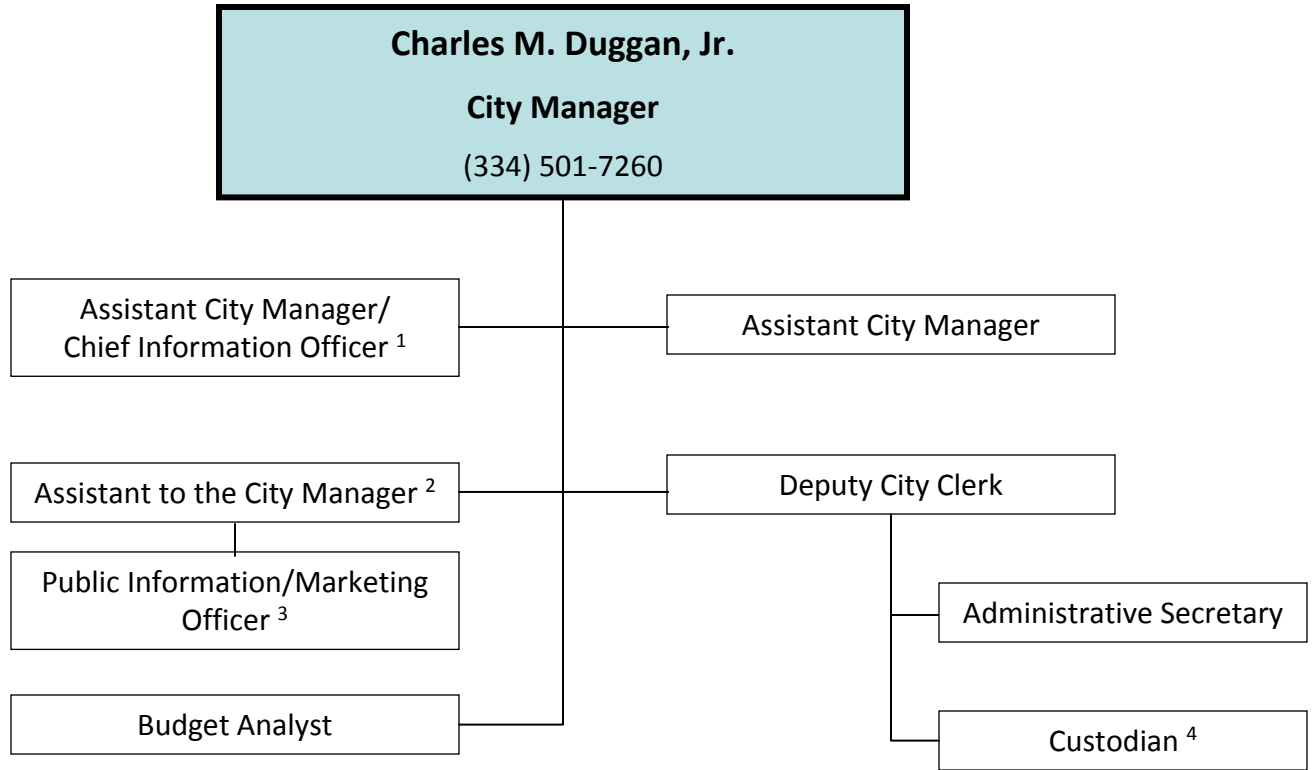 Charles M. Duggan, Jr.
City Manager
(334) 501-7260
Assistant City Manager/
Chief Information Officer ¹
Assistant City Manager
Assistant to the City Manager ²
Deputy City Clerk
Public Information/Marketing
Officer ³
Administrative Secretary
Budget Analyst
Custodian ⁴